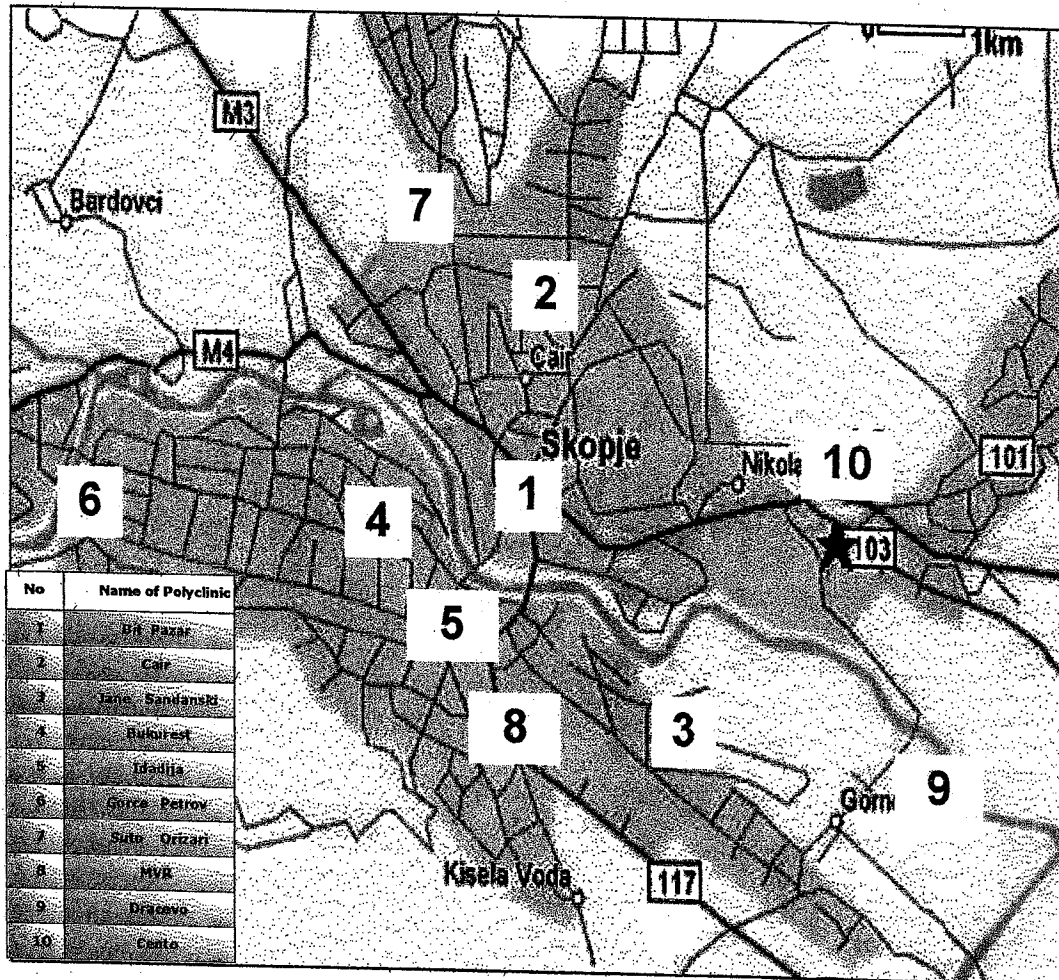 0 1km
M3
Bardovci
7
2
M4
Cair
Skopje
Nikola
10
101
6
4
1
103
5
8
3
9
Gorn
Kisela Voda
117
No Name of Polyclinic
1 Bit Pazar
2 Cair
3 Jane Sandanski
4 Bukurest
5 Idadija
6 Gorce Petrov
7 Suto Orizari
8 MVR
9 Dracevo
10 Cento